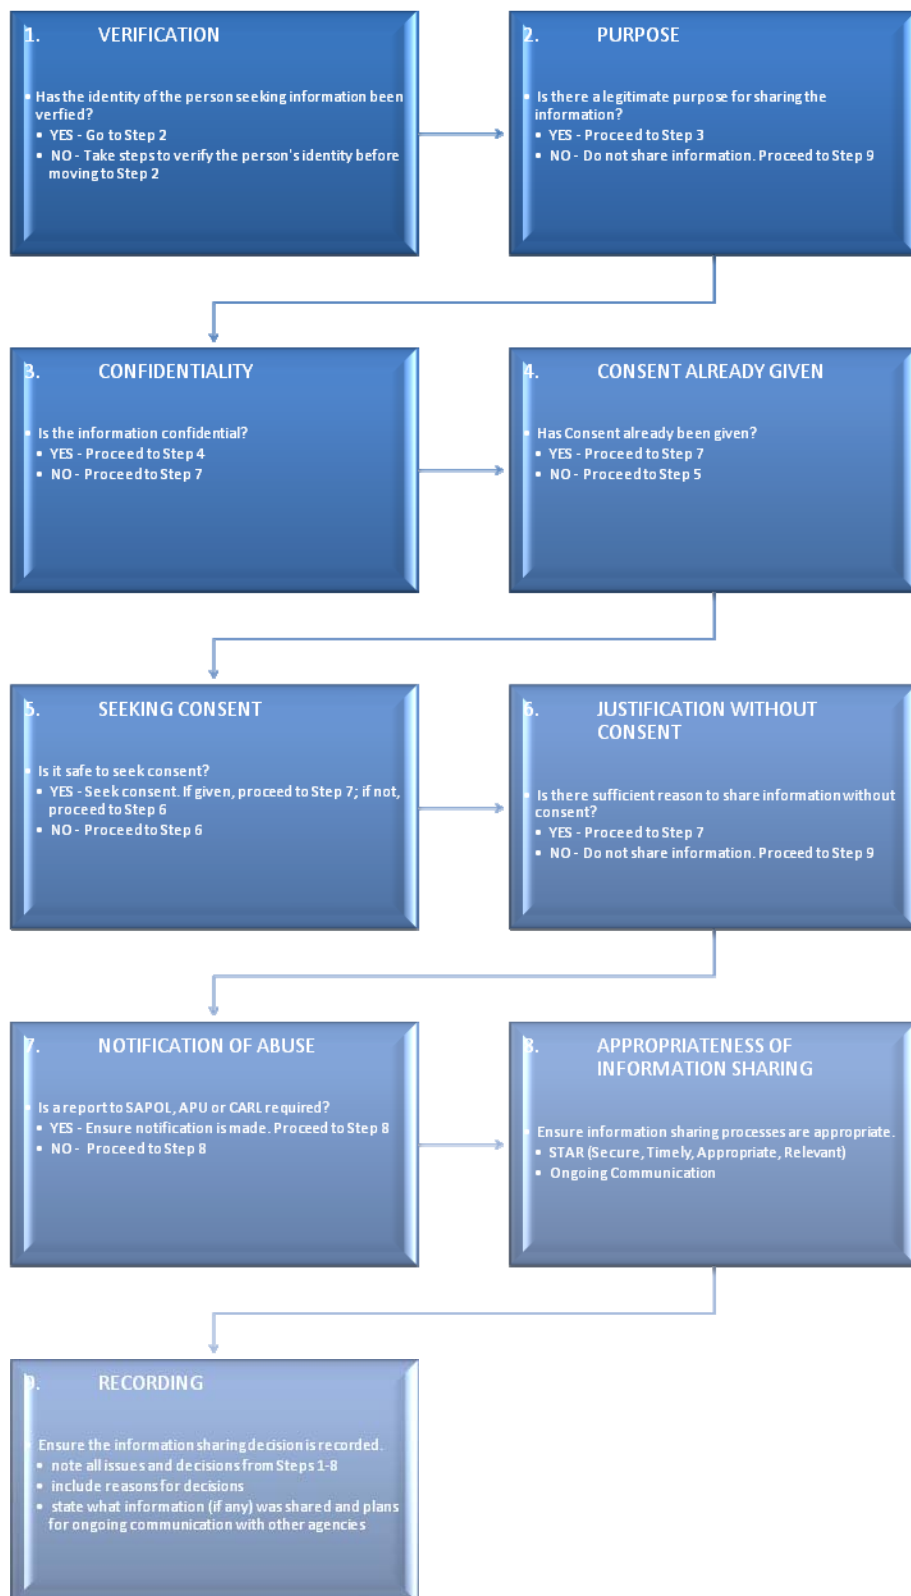 1. VERIFICATION
• Has the identity of the person seeking information been
verfied?
• YES - Go to Step 2
• NO - Take steps to verify the person's identity before
moving to Step 2
2. PURPOSE
• Is there a legitimate purpose for sharing the
information?
• YES - Proceed to Step 3
• NO - Do not share information. Proceed to Step 9
3. CONFIDENTIALITY
• Is the information confidential?
• YES - Proceed to Step 4
• NO - Proceed to Step 7
4. CONSENT ALREADY GIVEN
• Has Consent already been given?
• YES - Proceed to Step 7
• NO - Proceed to Step 5
5. SEEKING CONSENT
• Is it safe to seek consent?
• YES - Seek consent. If given, proceed to Step 7; if not,
proceed to Step 6
• NO - Proceed to Step 6
6. JUSTIFICATION WITHOUT
CONSENT
• Is there sufficient reason to share information without
consent?
• YES - Proceed to Step 7
• NO - Do not share information. Proceed to Step 9
7. NOTIFICATION OF ABUSE
• Is a report to SAPOL, APU or CARL required?
• YES - Ensure notification is made. Proceed to Step 8
• NO - Proceed to Step 8
8. APPROPRIATENESS OF
INFORMATION SHARING
• Ensure information sharing processes are appropriate.
• STAR (Secure, Timely, Appropriate, Relevant)
• Ongoing Communication
9. RECORDING
• Ensure the information sharing decision is recorded.
• note all issues and decisions from Steps 1-8
• include reasons for decisions
• state what information (if any) was shared and plans
for ongoing communication with other agencies